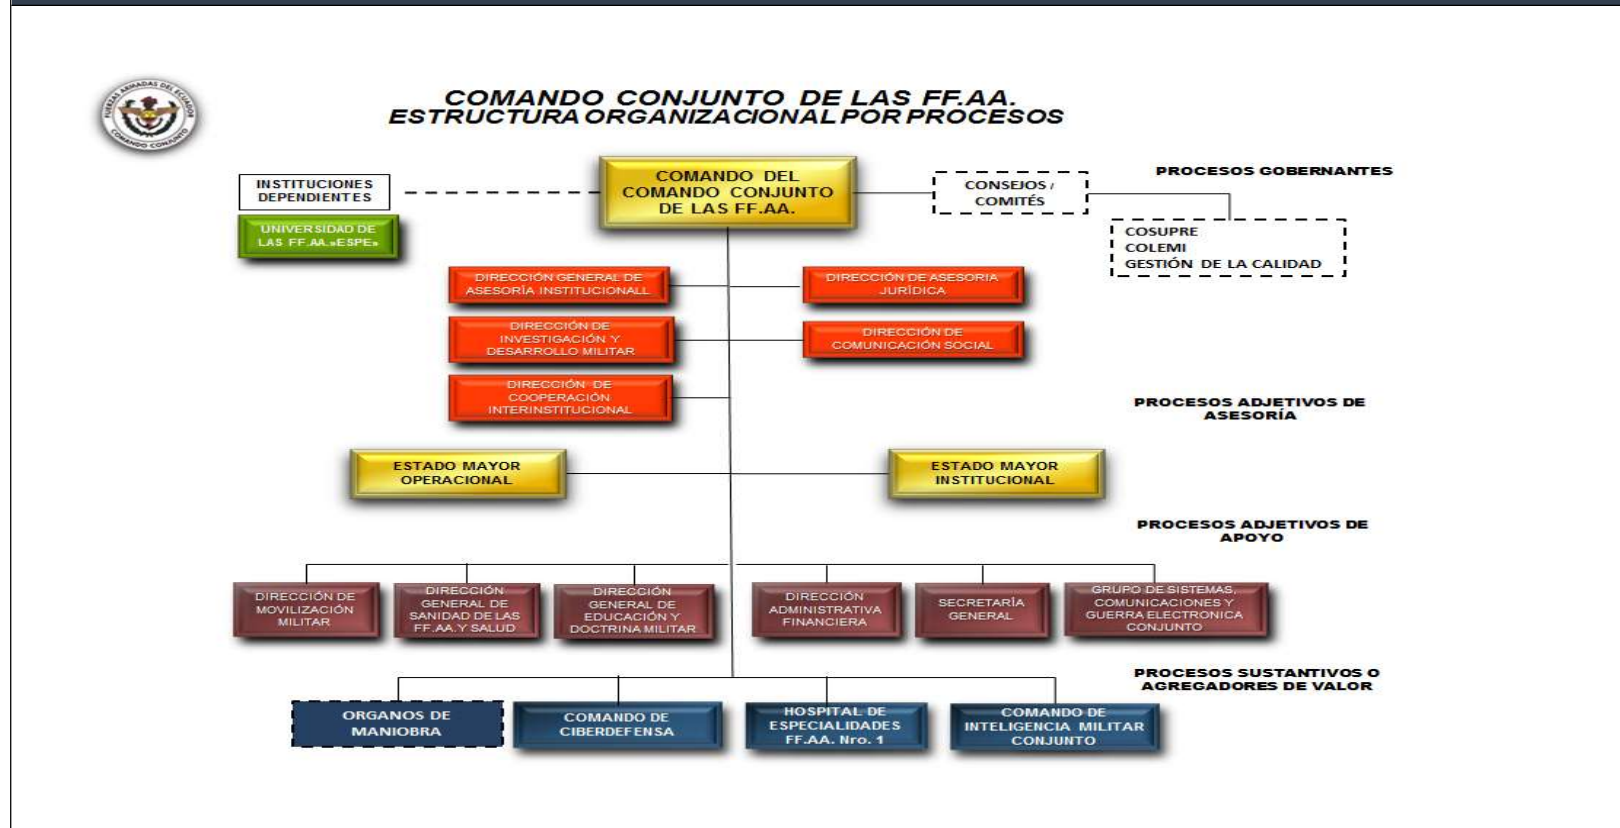 FUERZAS ARMADAS DEL ECUADOR
COMANDO CONJUNTO
COMANDO CONJUNTO DE LAS FF.AA.
ESTRUCTURA ORGANIZACIONAL POR PROCESOS
PROCESOS GOBERNANTES
INSTITUCIONES
DEPENDIENTES
COMANDO DEL
COMANDO CONJUNTO
DE LAS FF.AA.
CONSEJOS /
COMITÉS
UNIVERSIDAD DE
LAS FF.AA.»ESPE»
COSUPRE
COLEMI
GESTIÓN DE LA CALIDAD
DIRECCIÓN GENERAL DE
ASESORÍA INSTITUCIONALL
DIRECCIÓN DE ASESORIA
JURÍDICA
DIRECCIÓN DE
INVESTIGACIÓN Y
DESARROLLO MILITAR
DIRECCIÓN DE
COMUNICACIÓN SOCIAL
DIRECCIÓN DE
COOPERACIÓN
INTERINSTITUCIONAL
PROCESOS ADJETIVOS DE
ASESORÍA
ESTADO MAYOR
OPERACIONAL
ESTADO MAYOR
INSTITUCIONAL
PROCESOS ADJETIVOS DE
APOYO
DIRECCIÓN DE
MOVILIZACIÓN
MILITAR
DIRECCIÓN
GENERAL DE
SANIDAD DE LAS
FF.AA.Y SALUD
DIRECCIÓN
GENERAL DE
EDUCACIÓN Y
DOCTRINA MILITAR
DIRECCIÓN
ADMINISTRATIVA
FINANCIERA
SECRETARÍA
GENERAL
GRUPO DE SISTEMAS,
COMUNICACIONES Y
GUERRA ELECTRONICA
CONJUNTO
PROCESOS SUSTANTIVOS O
AGREGADORES DE VALOR
ORGANOS DE
MANIOBRA
COMANDO DE
CIBERDEFENSA
HOSPITAL DE
ESPECIALIDADES
FF.AA. Nro. 1
COMANDO DE
INTELIGENCIA MILITAR
CONJUNTO